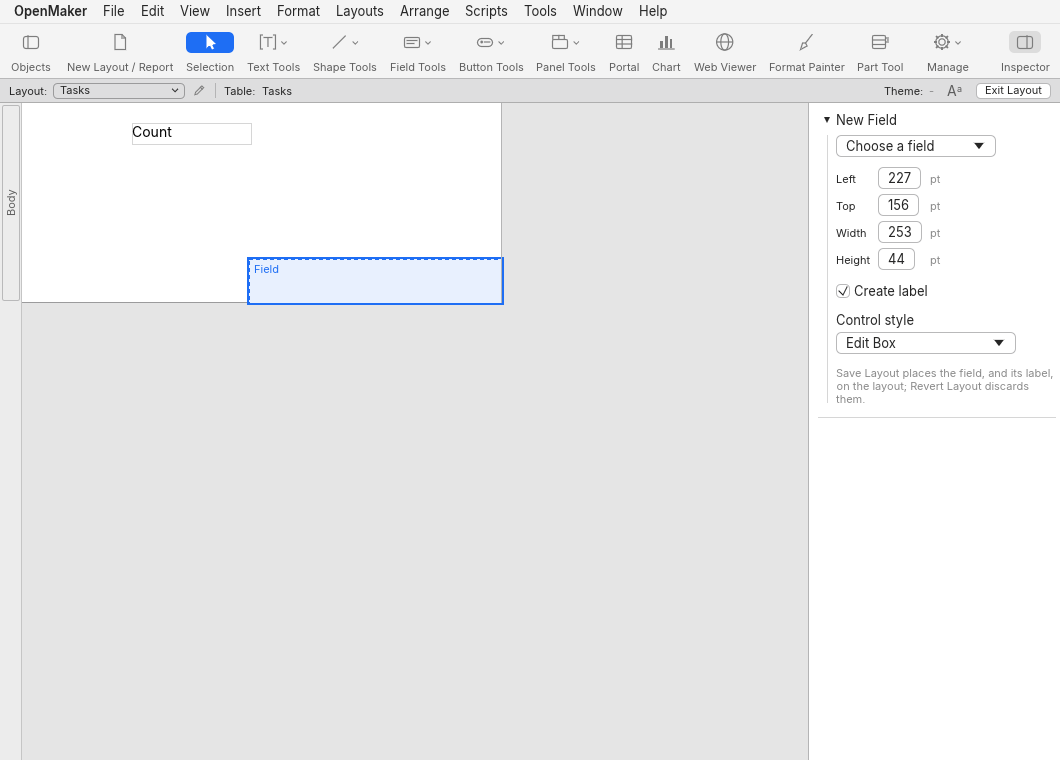 OpenMaker File Edit View Insert Format Layouts Arrange Scripts Tools Window Help
Objects New Layout / Report Selection Text Tools Shape Tools Field Tools Button Tools Panel Tools Portal Chart Web Viewer Format Painter Part Tool Manage Inspector
Layout: Tasks Table: Tasks Theme: - Aa Exit Layout
Body
Count
Field
New Field
Choose a field
Left 227 pt
Top 156 pt
Width 253 pt
Height 44 pt
Create label
Control style
Edit Box
Save Layout places the field, and its label,
on the layout; Revert Layout discards
them.